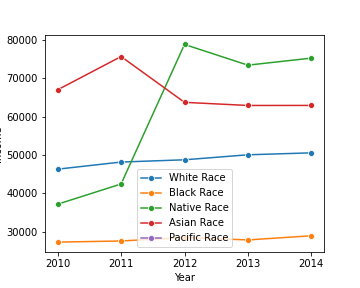 80000
70000
60000
50000
40000
30000
White Race
Black Race
Native Race
Asian Race
Pacific Race
2010 2011 2012 2013 2014
Year